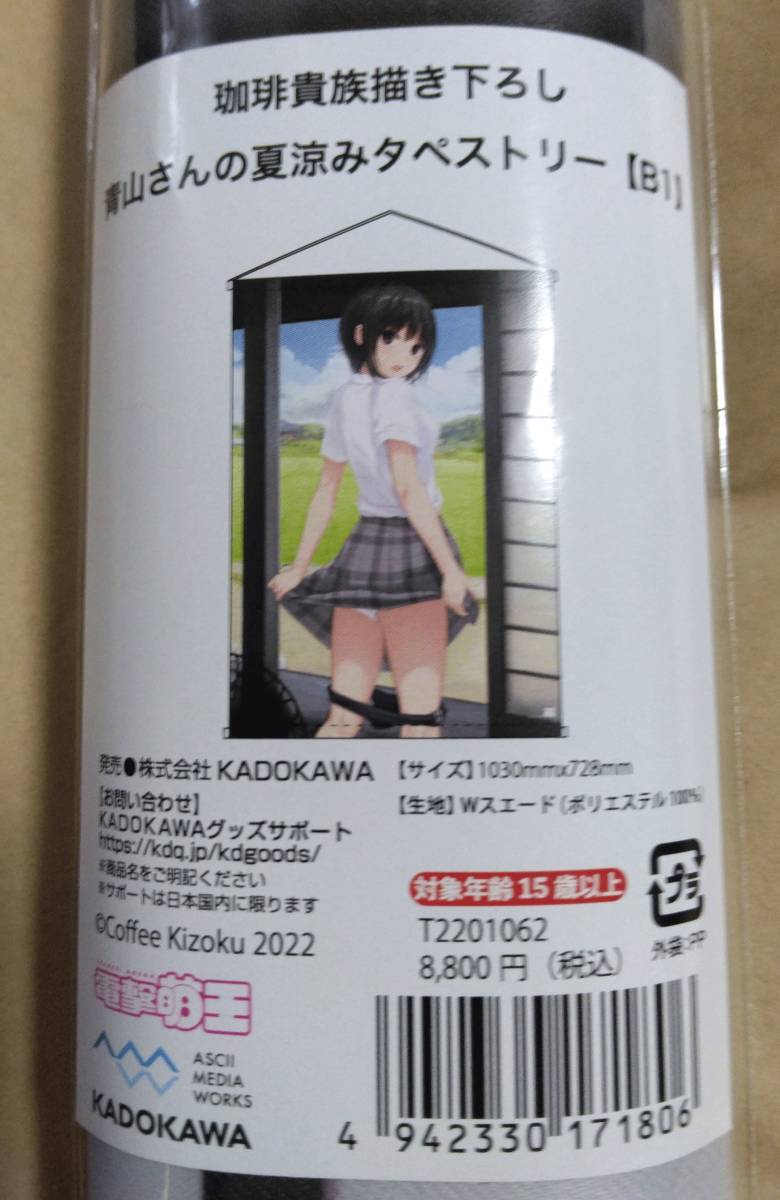 珈琲貴族描き下ろし
青山さんの夏涼みタペストリー【B1】
発売●株式会社 KADOKAWA
【お問い合わせ】
KADOKAWAグッズサポート
https://kdq.jp/kdgoods/
※商品名をご明記ください
※サポートは日本国内に限ります
©Coffee Kizoku 2022
【サイズ】1030mmx728mm
【生地】Wスエード(ポリエステル100%)
対象年齢15歳以上
T2201062
8,800円(税込)
プラ
外袋:PP
電撃萌王
ASCII
MEDIA
WORKS
KADOKAWA
4 942330 171806